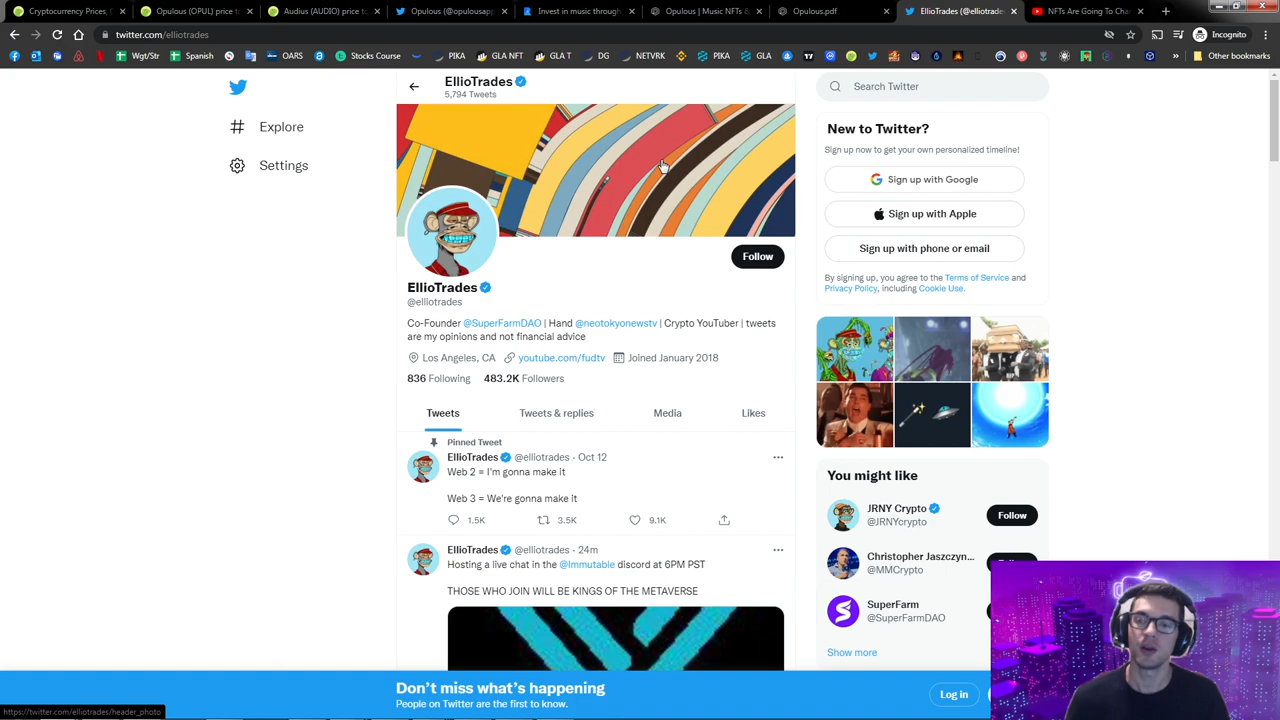 Cryptocurrency Prices, D
Opulous (OPUL) price to
Audius (AUDIO) price to
Opulous (@opulousapp
Invest in music through
Opulous | Music NFTs &
Opulous.pdf
EllioTrades (@elliotrade
NFTs Are Going To Cha
twitter.com/elliotrades
Incognito
Wgt/Str
Spanish
OARS
Stocks Course
PIKA
GLA NFT
GLA T
DG
NETVRK
PIKA
GLA
Other bookmarks
EllioTrades
5,794 Tweets
Search Twitter
Explore
Settings
New to Twitter?
Sign up now to get your own personalized timeline!
Sign up with Google
Sign up with Apple
Sign up with phone or email
By signing up, you agree to the Terms of Service and
Privacy Policy, including Cookie Use.
Follow
EllioTrades
@elliotrades
Co-Founder @SuperFarmDAO | Hand @neotokyonewstv | Crypto YouTuber | tweets
are my opinions and not financial advice
Los Angeles, CA youtube.com/fudtv Joined January 2018
836 Following 483.2K Followers
Tweets Tweets & replies Media Likes
Pinned Tweet
EllioTrades @elliotrades · Oct 12
Web 2 = I'm gonna make it
Web 3 = We're gonna make it
1.5K 3.5K 9.1K
EllioTrades @elliotrades · 24m
Hosting a live chat in the @Immutable discord at 6PM PST
THOSE WHO JOIN WILL BE KINGS OF THE METAVERSE
You might like
JRNY Crypto
@JRNYcrypto
Follow
Christopher Jaszczyn...
@MMCrypto
SuperFarm
@SuperFarmDAO
Show more
Don't miss what's happening
People on Twitter are the first to know.
Log in
https://twitter.com/elliotrades/header_photo